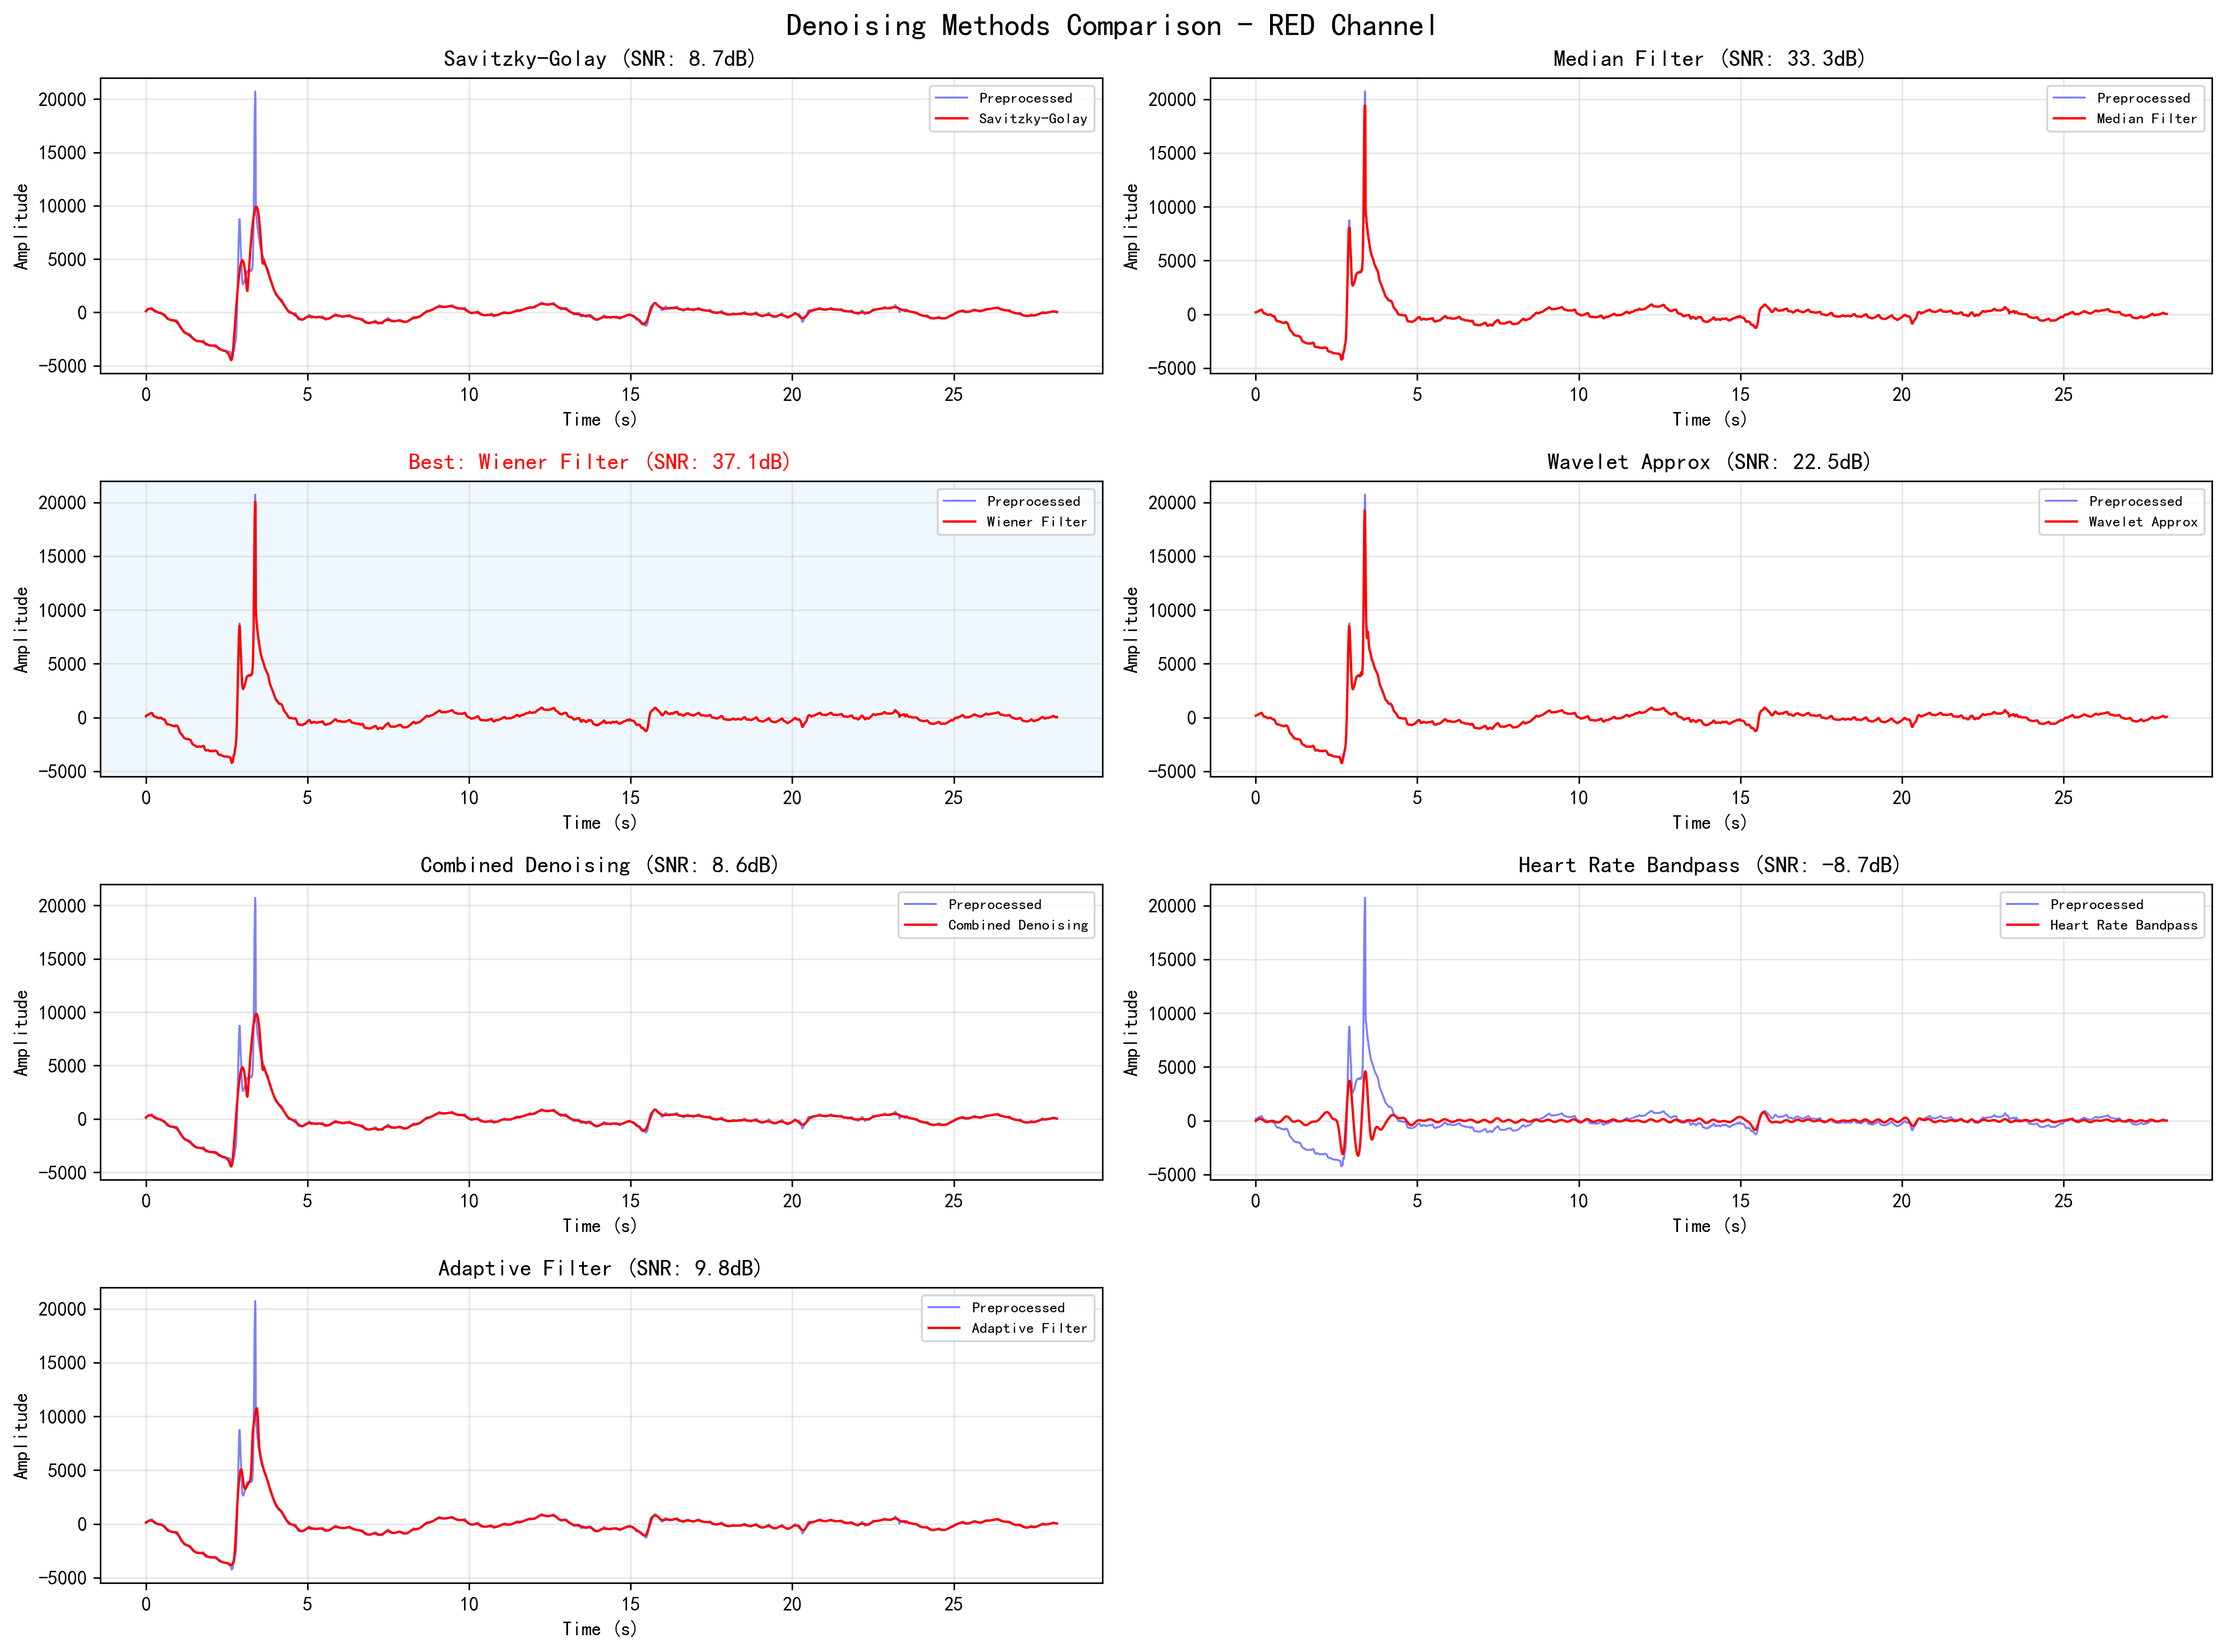 Denoising Methods Comparison - RED Channel
Savitzky-Golay (SNR: 8.7dB)
Amplitude
20000
15000
10000
5000
0
−5000
Preprocessed
Savitzky-Golay
0 5 10 15 20 25
Time (s)
Median Filter (SNR: 33.3dB)
Amplitude
20000
15000
10000
5000
0
−5000
Preprocessed
Median Filter
0 5 10 15 20 25
Time (s)
Best: Wiener Filter (SNR: 37.1dB)
Amplitude
20000
15000
10000
5000
0
−5000
Preprocessed
Wiener Filter
0 5 10 15 20 25
Time (s)
Wavelet Approx (SNR: 22.5dB)
Amplitude
20000
15000
10000
5000
0
−5000
Preprocessed
Wavelet Approx
0 5 10 15 20 25
Time (s)
Combined Denoising (SNR: 8.6dB)
Amplitude
20000
15000
10000
5000
0
−5000
Preprocessed
Combined Denoising
0 5 10 15 20 25
Time (s)
Heart Rate Bandpass (SNR: -8.7dB)
Amplitude
20000
15000
10000
5000
0
−5000
Preprocessed
Heart Rate Bandpass
0 5 10 15 20 25
Time (s)
Adaptive Filter (SNR: 9.8dB)
Amplitude
20000
15000
10000
5000
0
−5000
Preprocessed
Adaptive Filter
0 5 10 15 20 25
Time (s)